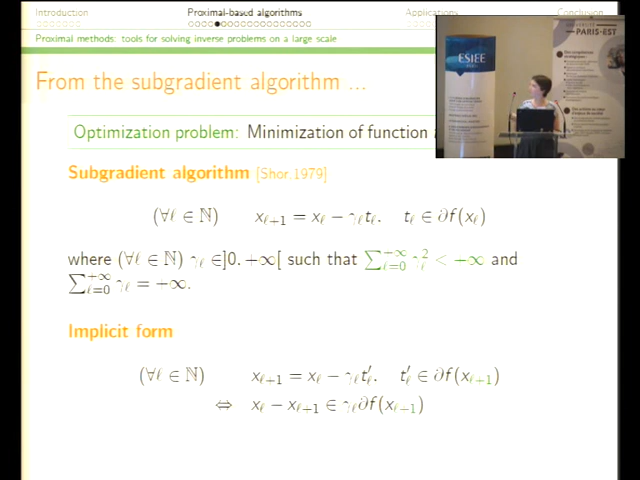 Introduction Proximal-based algorithms Applications Conclusion
Proximal methods: tools for solving inverse problems on a large scale
From the subgradient algorithm ...
ESIEE
PARIS-EST
Optimization problem: Minimization of function
Subgradient algorithm [Shor,1979]
(∀ℓ ∈ ℕ) xℓ+1 = xℓ − γℓtℓ, tℓ ∈ ∂f(xℓ)
where (∀ℓ ∈ ℕ) γℓ ∈]0, +∞[ such that ∑ℓ=0+∞ γℓ² < +∞ and
∑ℓ=0+∞ γℓ = +∞.
Implicit form
(∀ℓ ∈ ℕ) xℓ+1 = xℓ − γℓt′ℓ, t′ℓ ∈ ∂f(xℓ+1)
⇔ xℓ − xℓ+1 ∈ γℓ∂f(xℓ+1)